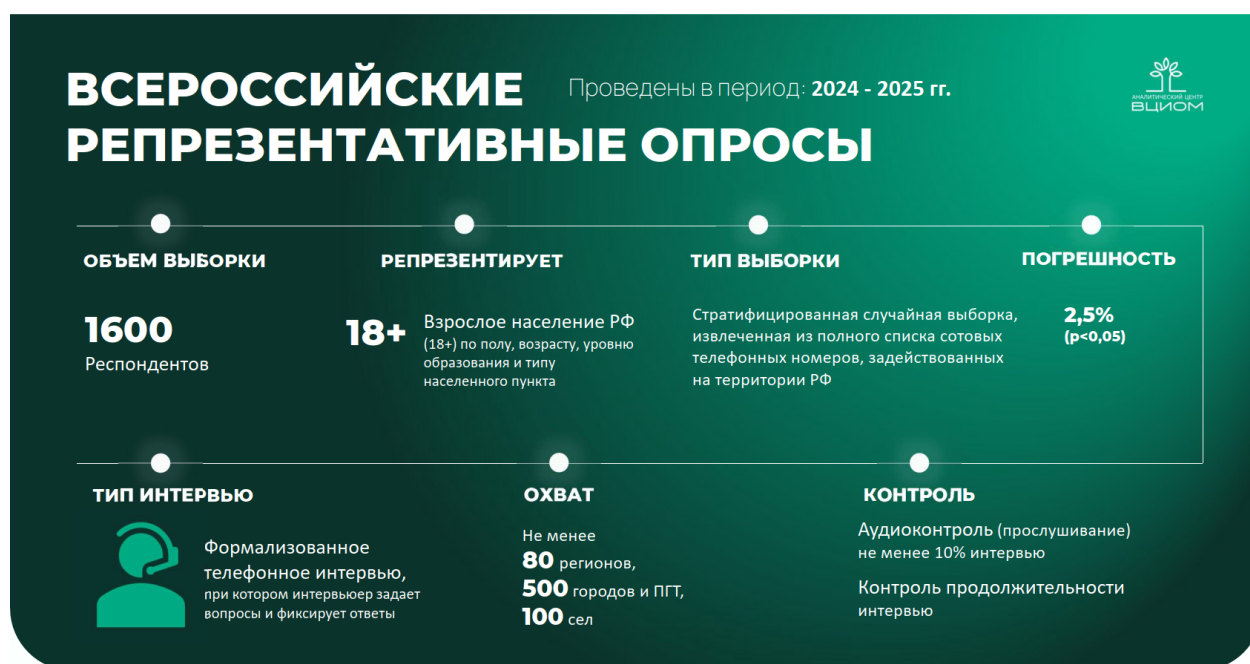 ВСЕРОССИЙСКИЕ
РЕПРЕЗЕНТАТИВНЫЕ ОПРОСЫ
Проведены в период: 2024 - 2025 гг.
АНАЛИТИЧЕСКИЙ ЦЕНТР
ВЦИОМ
ОБЪЕМ ВЫБОРКИ
1600
Респондентов
РЕПРЕЗЕНТИРУЕТ
18+
Взрослое население РФ
(18+) по полу, возрасту, уровню
образования и типу
населенного пункта
ТИП ВЫБОРКИ
Стратифицированная случайная выборка,
извлеченная из полного списка сотовых
телефонных номеров, задействованных
на территории РФ
ПОГРЕШНОСТЬ
2,5%
(p<0,05)
ТИП ИНТЕРВЬЮ
Формализованное
телефонное интервью,
при котором интервьюер задает
вопросы и фиксирует ответы
ОХВАТ
Не менее
80 регионов,
500 городов и ПГТ,
100 сел
КОНТРОЛЬ
Аудиоконтроль (прослушивание)
не менее 10% интервью
Контроль продолжительности
интервью